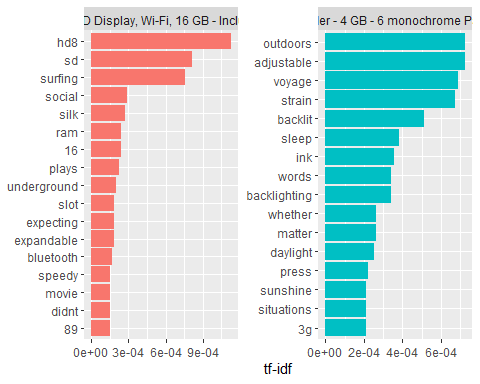 D Display, Wi-Fi, 16 GB - Incl
hd8
sd
surfing
social
silk
ram
16
plays
underground
slot
expecting
expandable
bluetooth
speedy
movie
didnt
89
0e+00 3e-04 6e-04 9e-04
der - 4 GB - 6 monochrome P
outdoors
adjustable
voyage
strain
backlit
sleep
ink
words
backlighting
whether
matter
daylight
press
sunshine
situations
3g
0e+00 2e-04 4e-04 6e-04
tf-idf